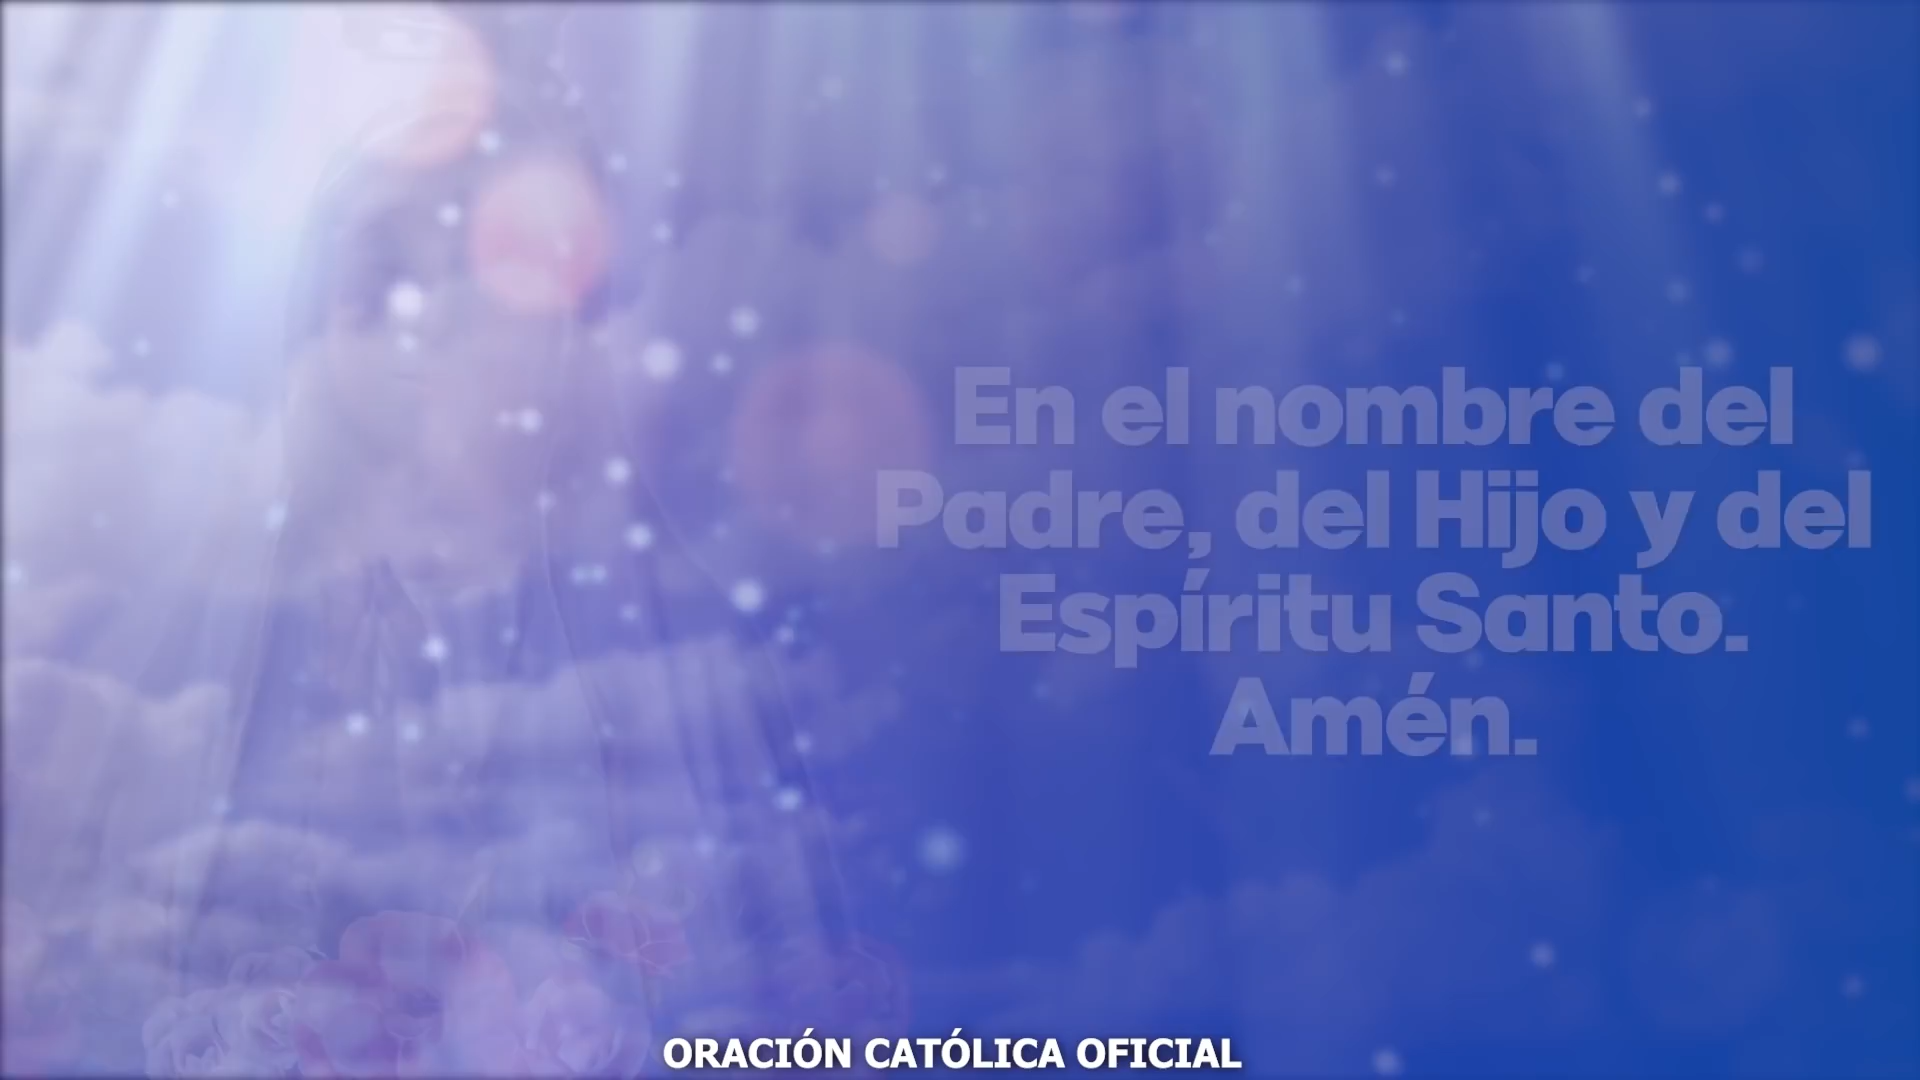 En el nombre del
Padre, del Hijo y del
Espíritu Santo.
Amén.
ORACIÓN CATÓLICA OFICIAL